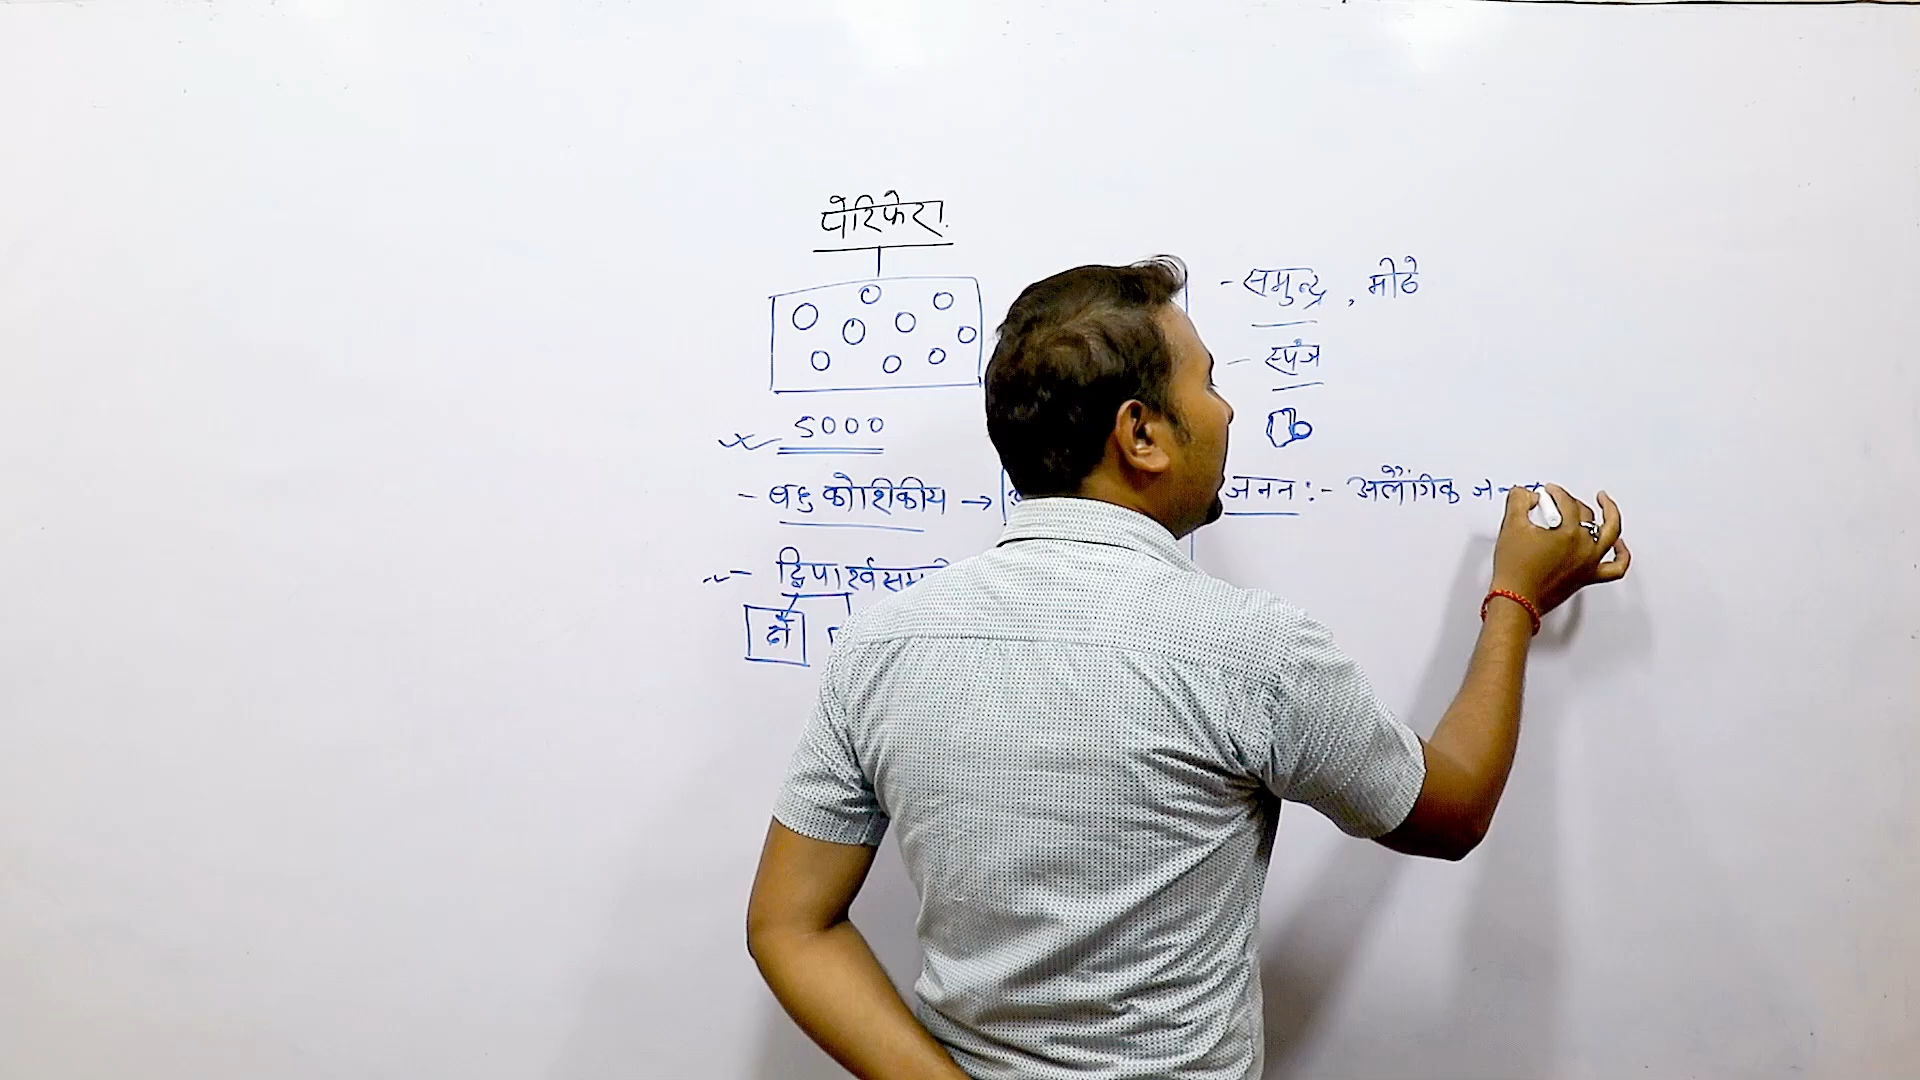 पोरिफेरा
5000
- बहुकोशिकीय →
- द्विपार्श्वसम
- समुन्द्र, मीठे
- स्पंज
जनन :- अलैंगिक